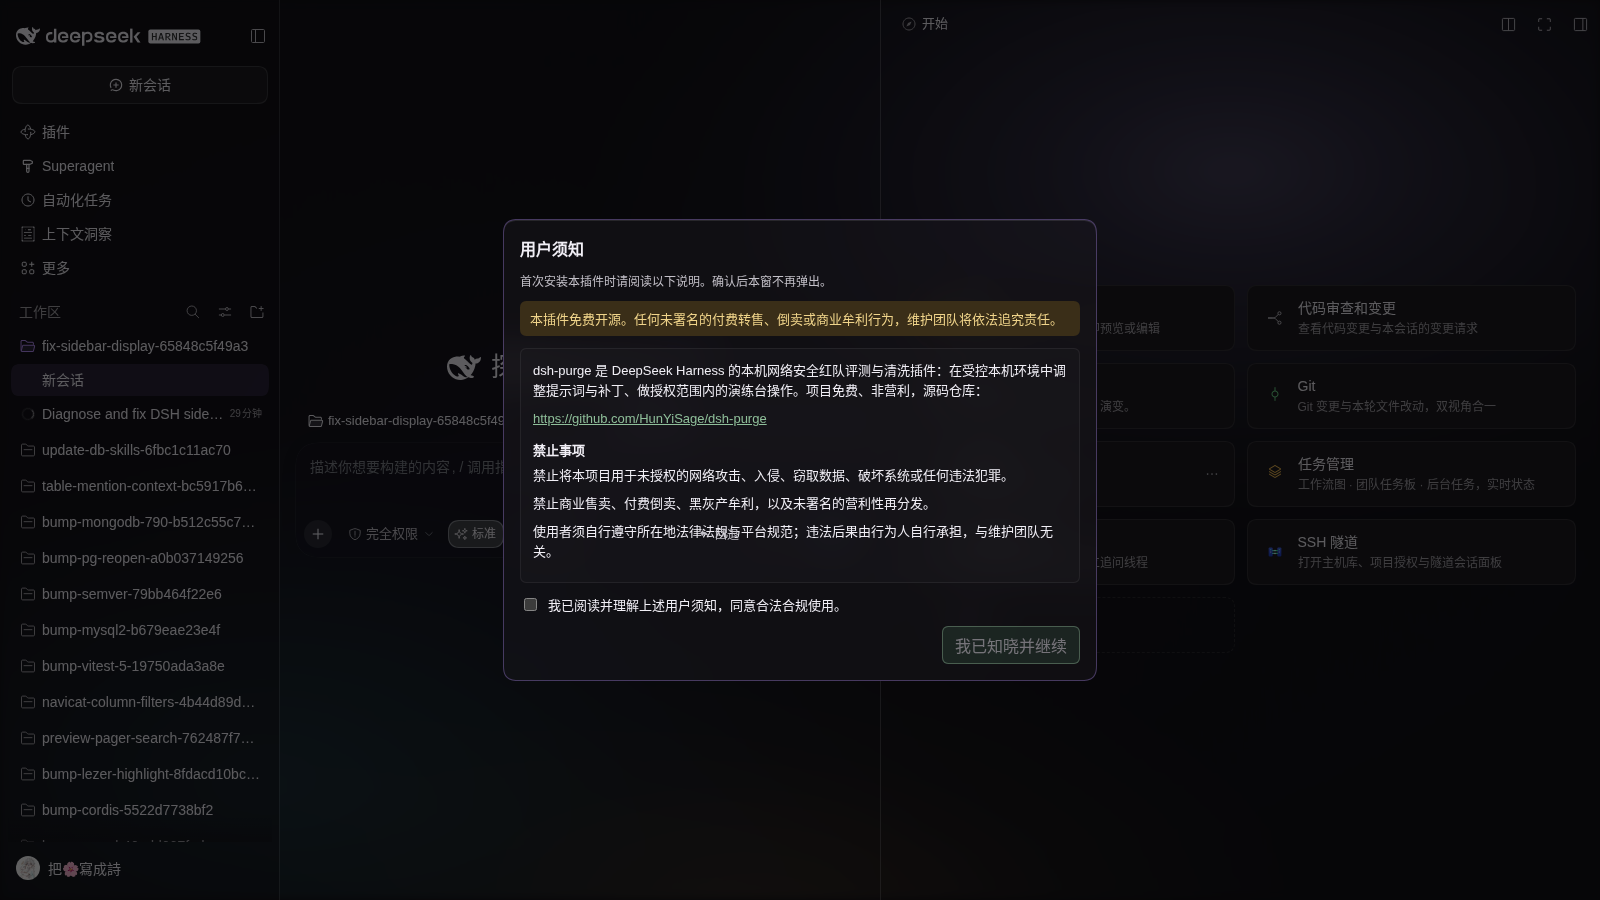 deepseek HARNESS
新会话
插件
Superagent
自动化任务
上下文洞察
更多
工作区
fix-sidebar-display-65848c5f49a3
新会话
Diagnose and fix DSH side… 29分钟
update-db-skills-6fbc1c11ac70
table-mention-context-bc5917b6…
bump-mongodb-790-b512c55c7…
bump-pg-reopen-a0b037149256
bump-semver-79bb464f22e6
bump-mysql2-b679eae23e4f
bump-vitest-5-19750ada3a8e
navicat-column-filters-4b44d89d…
preview-pager-search-762487f7…
bump-lezer-highlight-8fdacd10bc…
bump-cordis-5522d7738bf2
把🌸寫成詩
fix-sidebar-display-65848c5f49
描述你想要构建的内容, / 调用
完全权限
标准
用户须知
首次安装本插件时请阅读以下说明。确认后本窗不再弹出。
本插件免费开源。任何未署名的付费转售、倒卖或商业牟利行为，维护团队将依法追究责任。
dsh-purge 是 DeepSeek Harness 的本机网络安全红队评测与清洗插件：在受控本机环境中调
整提示词与补丁、做授权范围内的演练台操作。项目免费、非营利，源码仓库：
https://github.com/HunYiSage/dsh-purge
禁止事项
禁止将本项目用于未授权的网络攻击、入侵、窃取数据、破坏系统或任何违法犯罪。
禁止商业售卖、付费倒卖、黑灰产牟利，以及未署名的营利性再分发。
使用者须自行遵守所在地法律法规与平台规范；违法后果由行为人自行承担，与维护团队无
关。
我已阅读并理解上述用户须知，同意合法合规使用。
我已知晓并继续
开始
预览或编辑
代码审查和变更
查看代码变更与本会话的变更请求
演变。
Git
Git 变更与本轮文件改动，双视角合一
…
任务管理
工作流图 · 团队任务板 · 后台任务，实时状态
追问线程
SSH 隧道
打开主机库、项目授权与隧道会话面板